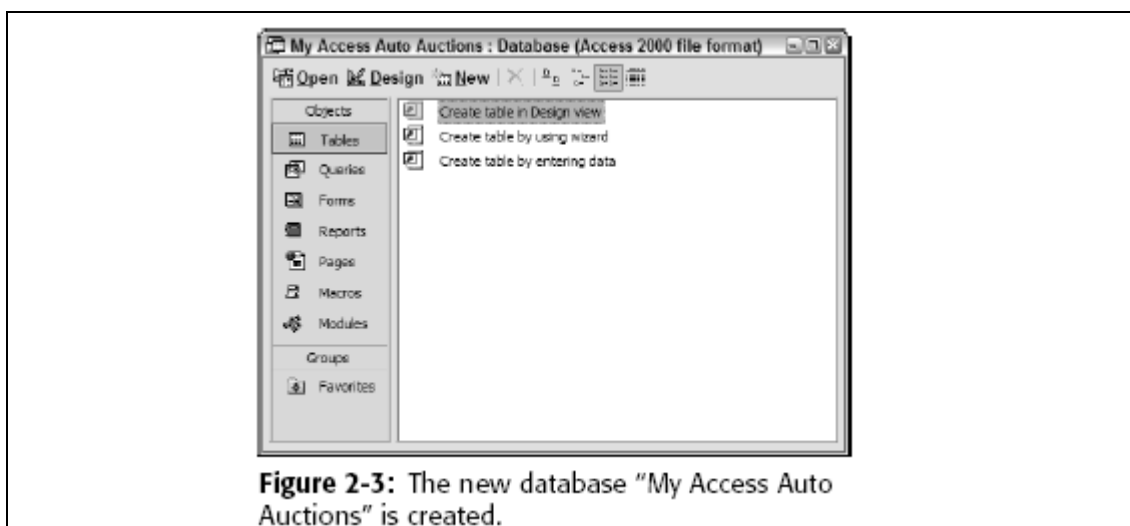 My Access Auto Auctions : Database (Access 2000 file format)
Open Design New
Objects
Tables
Queries
Forms
Reports
Pages
Macros
Modules
Groups
Favorites
Create table in Design view
Create table by using wizard
Create table by entering data
Figure 2-3: The new database "My Access Auto
Auctions" is created.